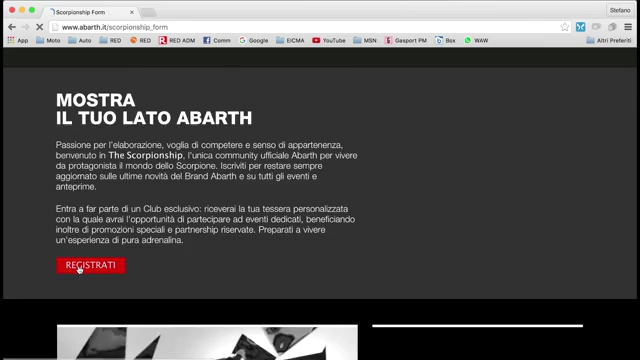 Scorpionship Form
Stefano
www.abarth.it/scorpionship_form
App Moto Auto RED RED RED ADM Comm Google EICMA YouTube MSN Gasport PM Box WAW Altri Preferiti
MOSTRA
IL TUO LATO ABARTH
Passione per l'elaborazione, voglia di competere e senso di appartenenza,
benvenuto in The Scorpionship, l'unica community ufficiale Abarth per vivere
da protagonista il mondo dello Scorpione. Iscriviti per restare sempre
aggiornato sulle ultime novità del Brand Abarth e su tutti gli eventi e
anteprime.
Entra a far parte di un Club esclusivo: riceverai la tua tessera personalizzata
con la quale avrai l'opportunità di partecipare ad eventi dedicati, beneficiando
inoltre di promozioni speciali e partnership riservate. Preparati a vivere
un'esperienza di pura adrenalina.
REGISTRATI